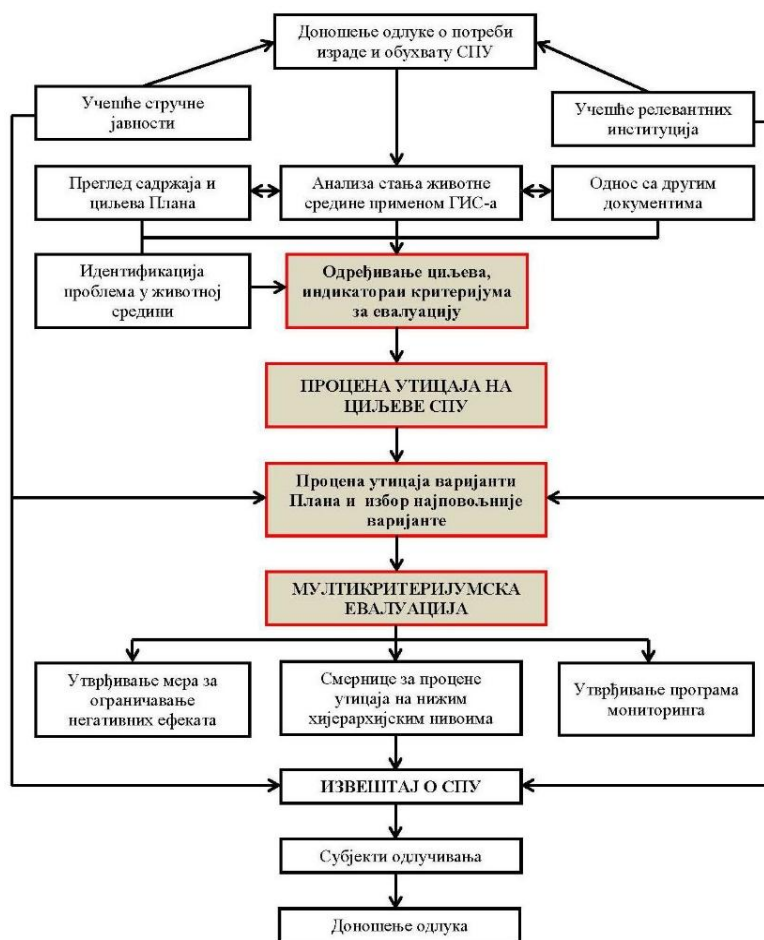 Доношење одлуке о потреби
израде и обухвату СПУ
Учешће стручне
јавности
Учешће релевантних
институција
Преглед садржаја и
циљева Плана
Анализа стања животне
средине применом ГИС-а
Однос са другим
документима
Идентификација
проблема у животној
средини
Одређивање циљева,
индикатораи критеријума
за евалуацију
ПРОЦЕНА УТИЦАЈА НА
ЦИЉЕВЕ СПУ
Процена утицаја варијанти
Плана и избор најповољније
варијанте
МУЛТИКРИТЕРИЈУМСКА
ЕВАЛУАЦИЈА
Утврђивање мера за
ограничавање
негативних ефеката
Смернице за процене
утицаја на нижим
хијерархијским нивоима
Утврђивање програма
мониторинга
ИЗВЕШТАЈ О СПУ
Субјекти одлучивања
Доношење одлука